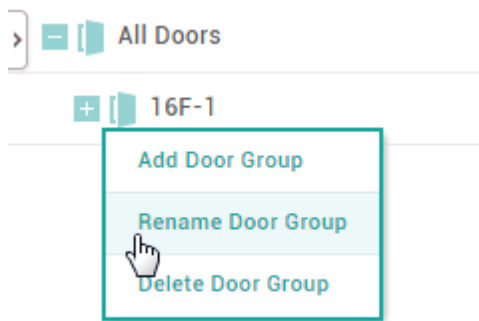 All Doors
16F-1
Add Door Group
Rename Door Group
Delete Door Group